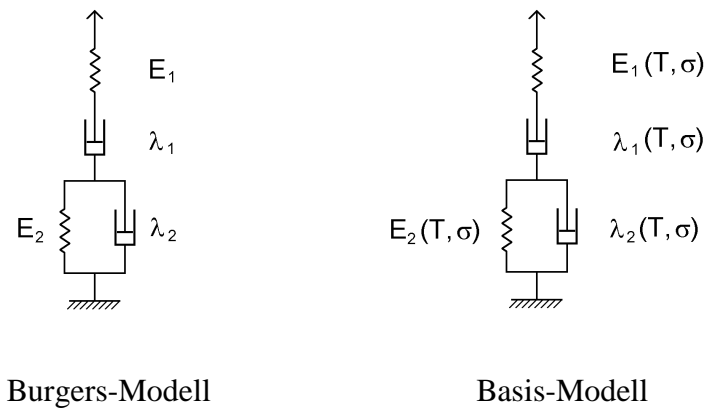 E₁
λ₁
E₂
λ₂
Burgers-Modell
E₁(T,σ)
λ₁(T,σ)
E₂(T,σ)
λ₂(T,σ)
Basis-Modell